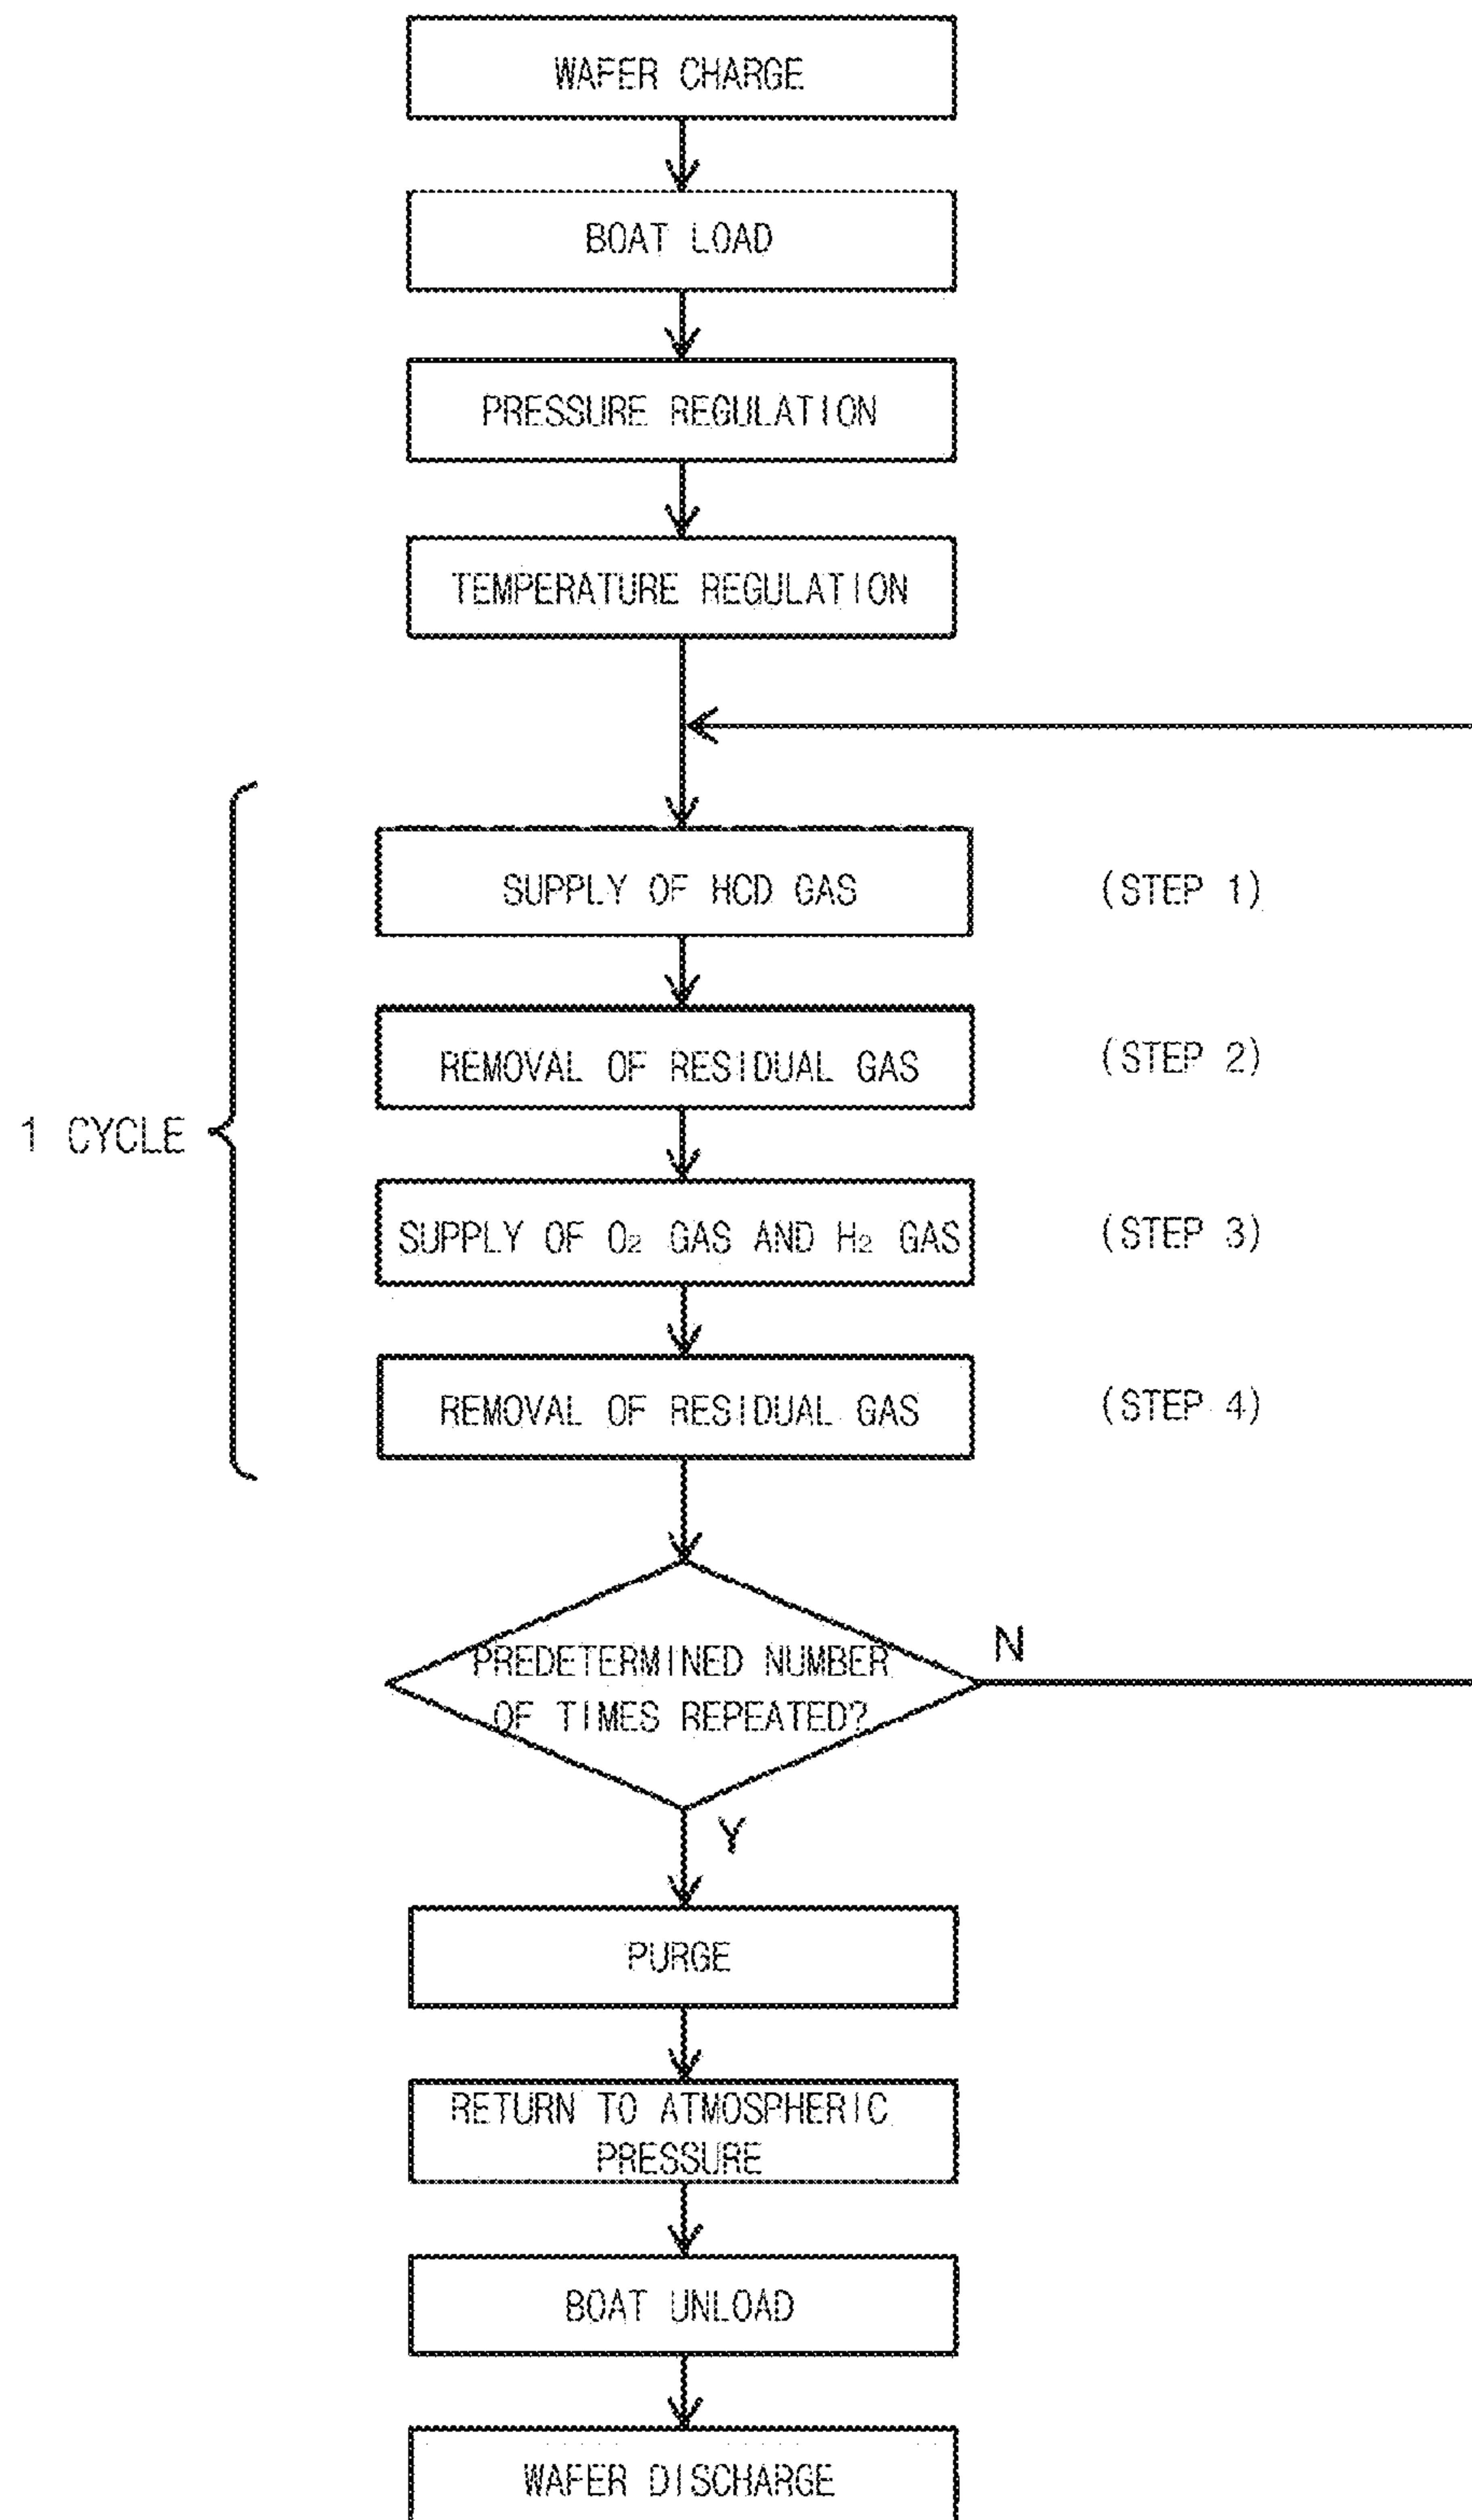 WAFER CHARGE
BOAT LOAD
PRESSURE REGULATION
TEMPERATURE REGULATION
SUPPLY OF HCD GAS
(STEP 1)
REMOVAL OF RESIDUAL GAS
(STEP 2)
1 CYCLE
SUPPLY OF O₂ GAS AND H₂ GAS
(STEP 3)
REMOVAL OF RESIDUAL GAS
(STEP 4)
PREDETERMINED NUMBER
OF TIMES REPEATED?
N
Y
PURGE
RETURN TO ATMOSPHERIC
PRESSURE
BOAT UNLOAD
WAFER DISCHARGE